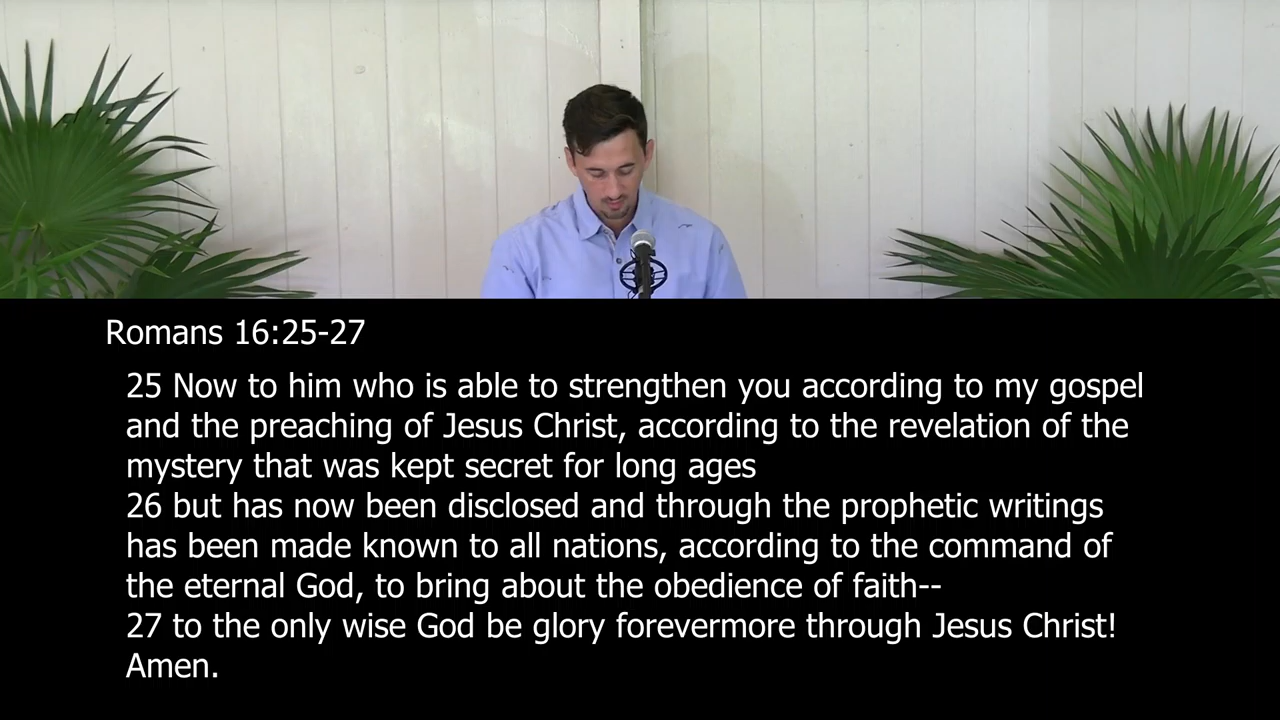 Romans 16:25-27
25 Now to him who is able to strengthen you according to my gospel
and the preaching of Jesus Christ, according to the revelation of the
mystery that was kept secret for long ages
26 but has now been disclosed and through the prophetic writings
has been made known to all nations, according to the command of
the eternal God, to bring about the obedience of faith--
27 to the only wise God be glory forevermore through Jesus Christ!
Amen.